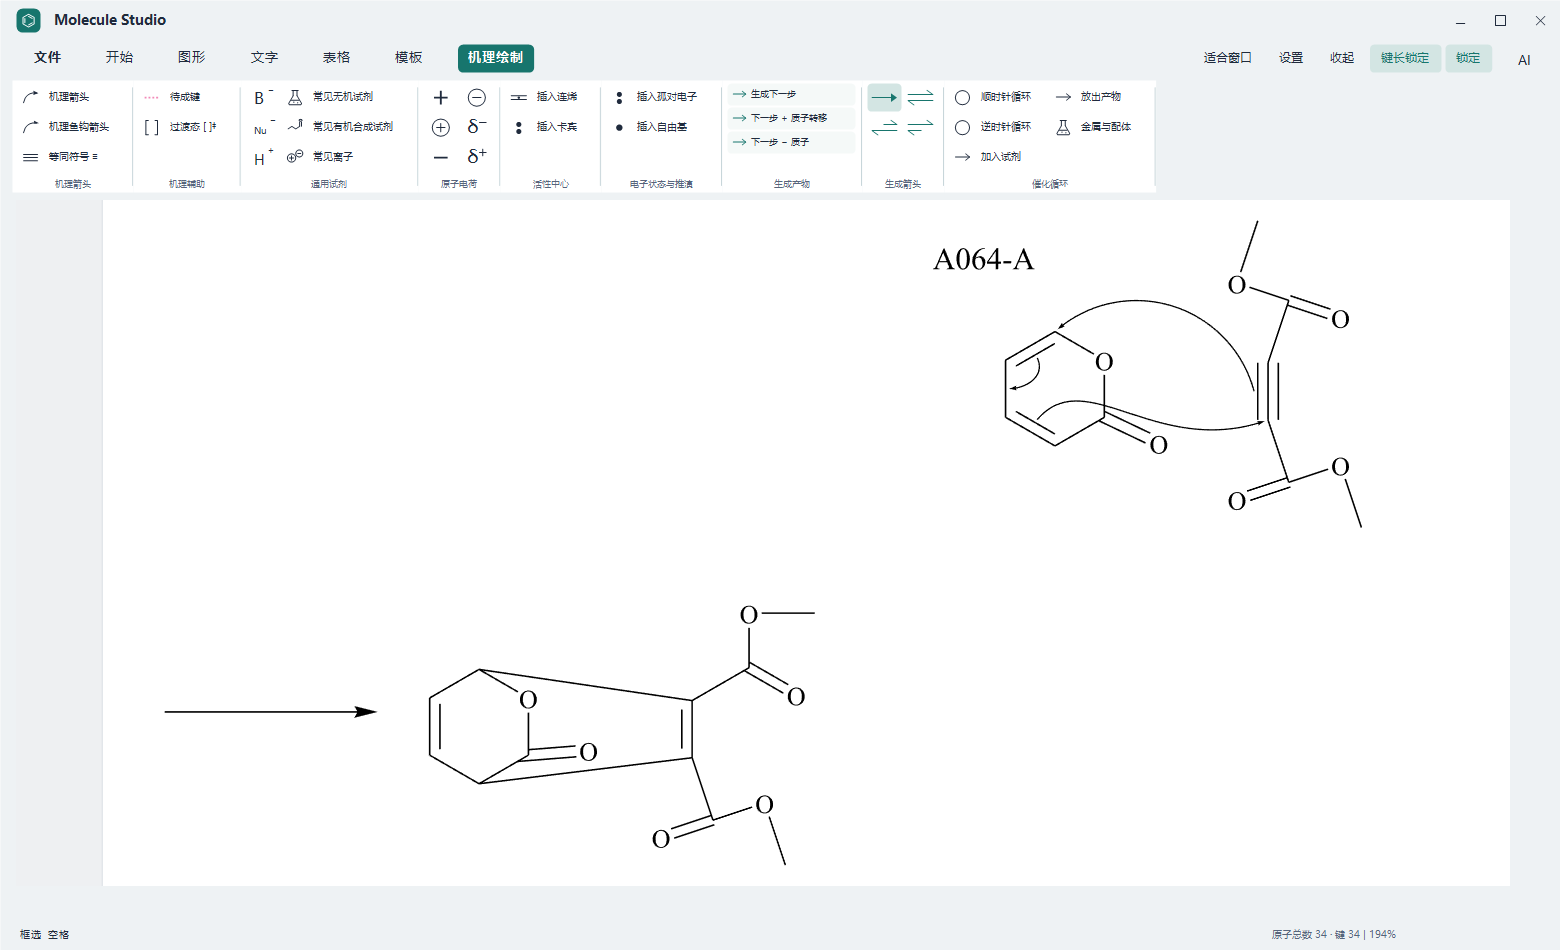 Molecule Studio
文件 开始 图形 文字 表格 模板 机理绘制 适合窗口 设置 收起 键长锁定 锁定 AI
机理箭头 待成键 B⁻ 常见无机试剂 + ⊖ 插入连烯 插入孤对电子 生成下一步 顺时针循环 放出产物
机理鱼钩箭头 过渡态 [ ]‡ Nu⁻ 常见有机合成试剂 ⊕ δ⁻ 插入卡宾 插入自由基 下一步 + 质子转移 逆时针循环 金属与配体
等同符号 ≡ H⁺ 常见离子 − δ⁺ 下一步 − 质子 加入试剂
机理箭头 机理辅助 通用试剂 原子电荷 活性中心 电子状态与推演 生成产物 生成箭头 催化循环
A064-A
O
O
O
O
O
O
O
O
O
O
O
O
O
框选 空格
原子总数 34 · 键 34 | 194%